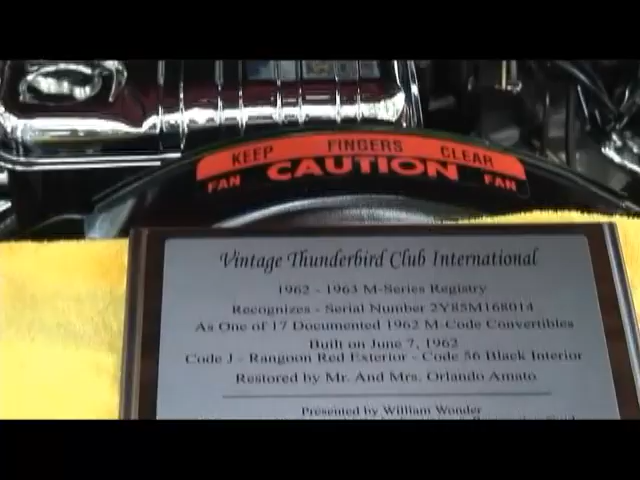 KEEP FINGERS CLEAR
FAN CAUTION FAN
Vintage Thunderbird Club International
1962 - 1963 M-Series Registry
Recognizes - Serial Number 2Y85M168014
As One of 17 Documented 1962 M-Code Convertibles
Built on June 7, 1962
Code J - Rangoon Red Exterior - Code 56 Black Interior
Restored by Mr. And Mrs. Orlando Amato
Presented by William Wonder